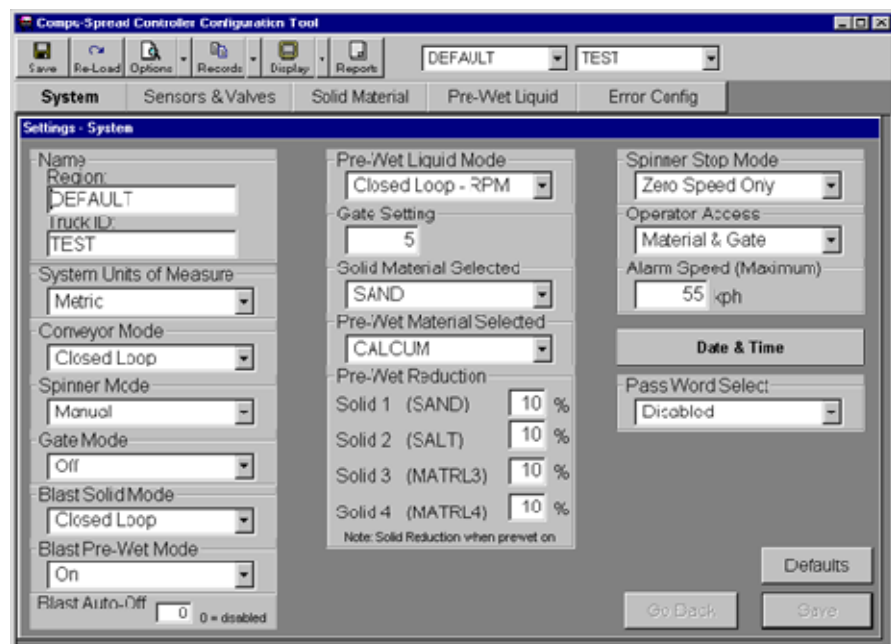 Compu-Spread Controller Configuration Tool
Save Re-Load Options Records Display Reports DEFAULT TEST
System Sensors & Valves Solid Material Pre-Wet Liquid Error Config
Settings - System
Name
Region:
DEFAULT
Truck ID:
TEST
System Units of Measure
Metric
Conveyor Mode
Closed Loop
Spinner Mode
Manual
Gate Mode
Off
Blast Solid Mode
Closed Loop
Blast Pre-Wet Mode
On
Blast Auto-Off 0 0 = disabled
Pre-Wet Liquid Mode
Closed Loop - RPM
Gate Setting
5
Solid Material Selected
SAND
Pre-Wet Material Selected
CALCUM
Pre-Wet Reduction
Solid 1 (SAND) 10 %
Solid 2 (SALT) 10 %
Solid 3 (MATRL3) 10 %
Solid 4 (MATRL4) 10 %
Note: Solid Reduction when prewet on
Spinner Stop Mode
Zero Speed Only
Operator Access
Material & Gate
Alarm Speed (Maximum)
55 kph
Date & Time
Pass Word Select
Disabled
Defaults
Go Back Save